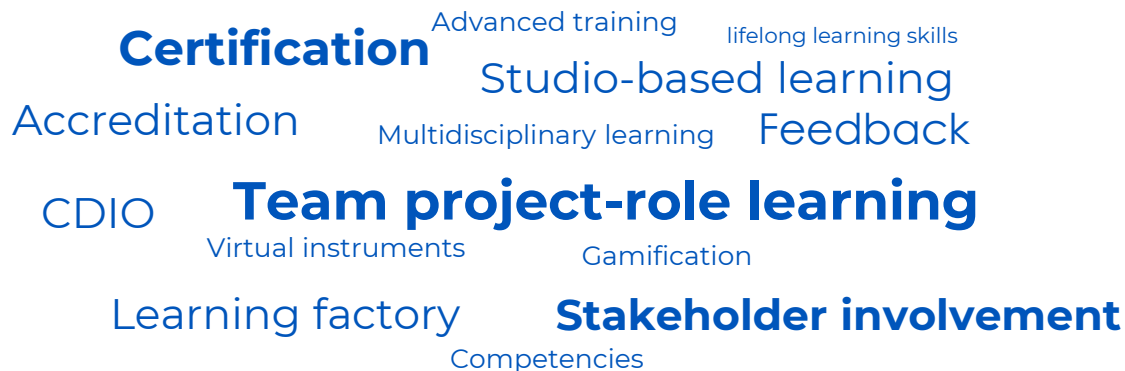 Advanced training
lifelong learning skills
Certification
Studio-based learning
Accreditation
Multidisciplinary learning
Feedback
Team project-role learning
CDIO
Virtual instruments
Gamification
Learning factory
Stakeholder involvement
Competencies